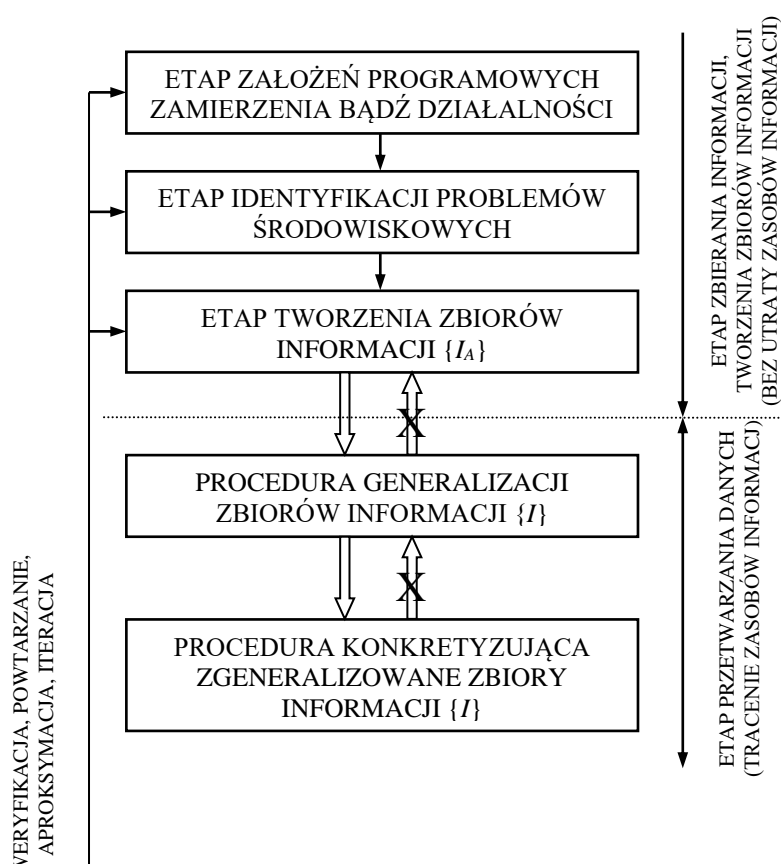 ETAP ZAŁOŻEŃ PROGRAMOWYCH
ZAMIERZENIA BĄDŹ DZIAŁALNOŚCI
ETAP IDENTYFIKACJI PROBLEMÓW
ŚRODOWISKOWYCH
ETAP TWORZENIA ZBIORÓW
INFORMACJI {IA}
X
PROCEDURA GENERALIZACJI
ZBIORÓW INFORMACJI {I}
X
PROCEDURA KONKRETYZUJĄCA
ZGENERALIZOWANE ZBIORY
INFORMACJI {I}
ETAP ZBIERANIA INFORMACJI,
TWORZENIA ZBIORÓW INFORMACJI
(BEZ UTRATY ZASOBÓW INFORMACJI)
ETAP PRZETWARZANIA DANYCH
(TRACENIE ZASOBÓW INFORMACJ)
WERYFIKACJA, POWTARZANIE,
APROKSYMACJA, ITERACJA